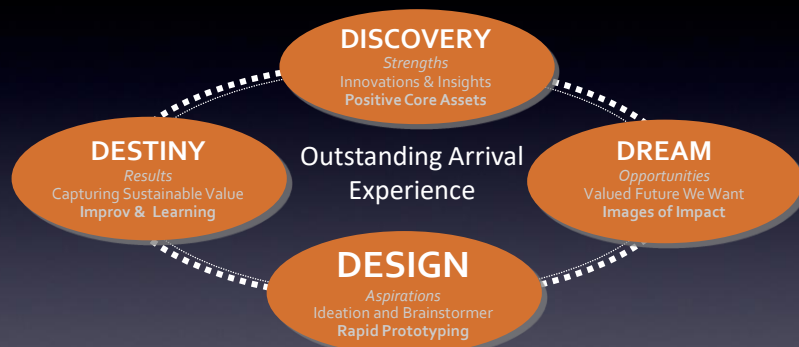 DISCOVERY
Strengths
Innovations & Insights
Positive Core Assets
DESTINY
Results
Capturing Sustainable Value
Improv & Learning
Outstanding Arrival
Experience
DREAM
Opportunities
Valued Future We Want
Images of Impact
DESIGN
Aspirations
Ideation and Brainstormer
Rapid Prototyping